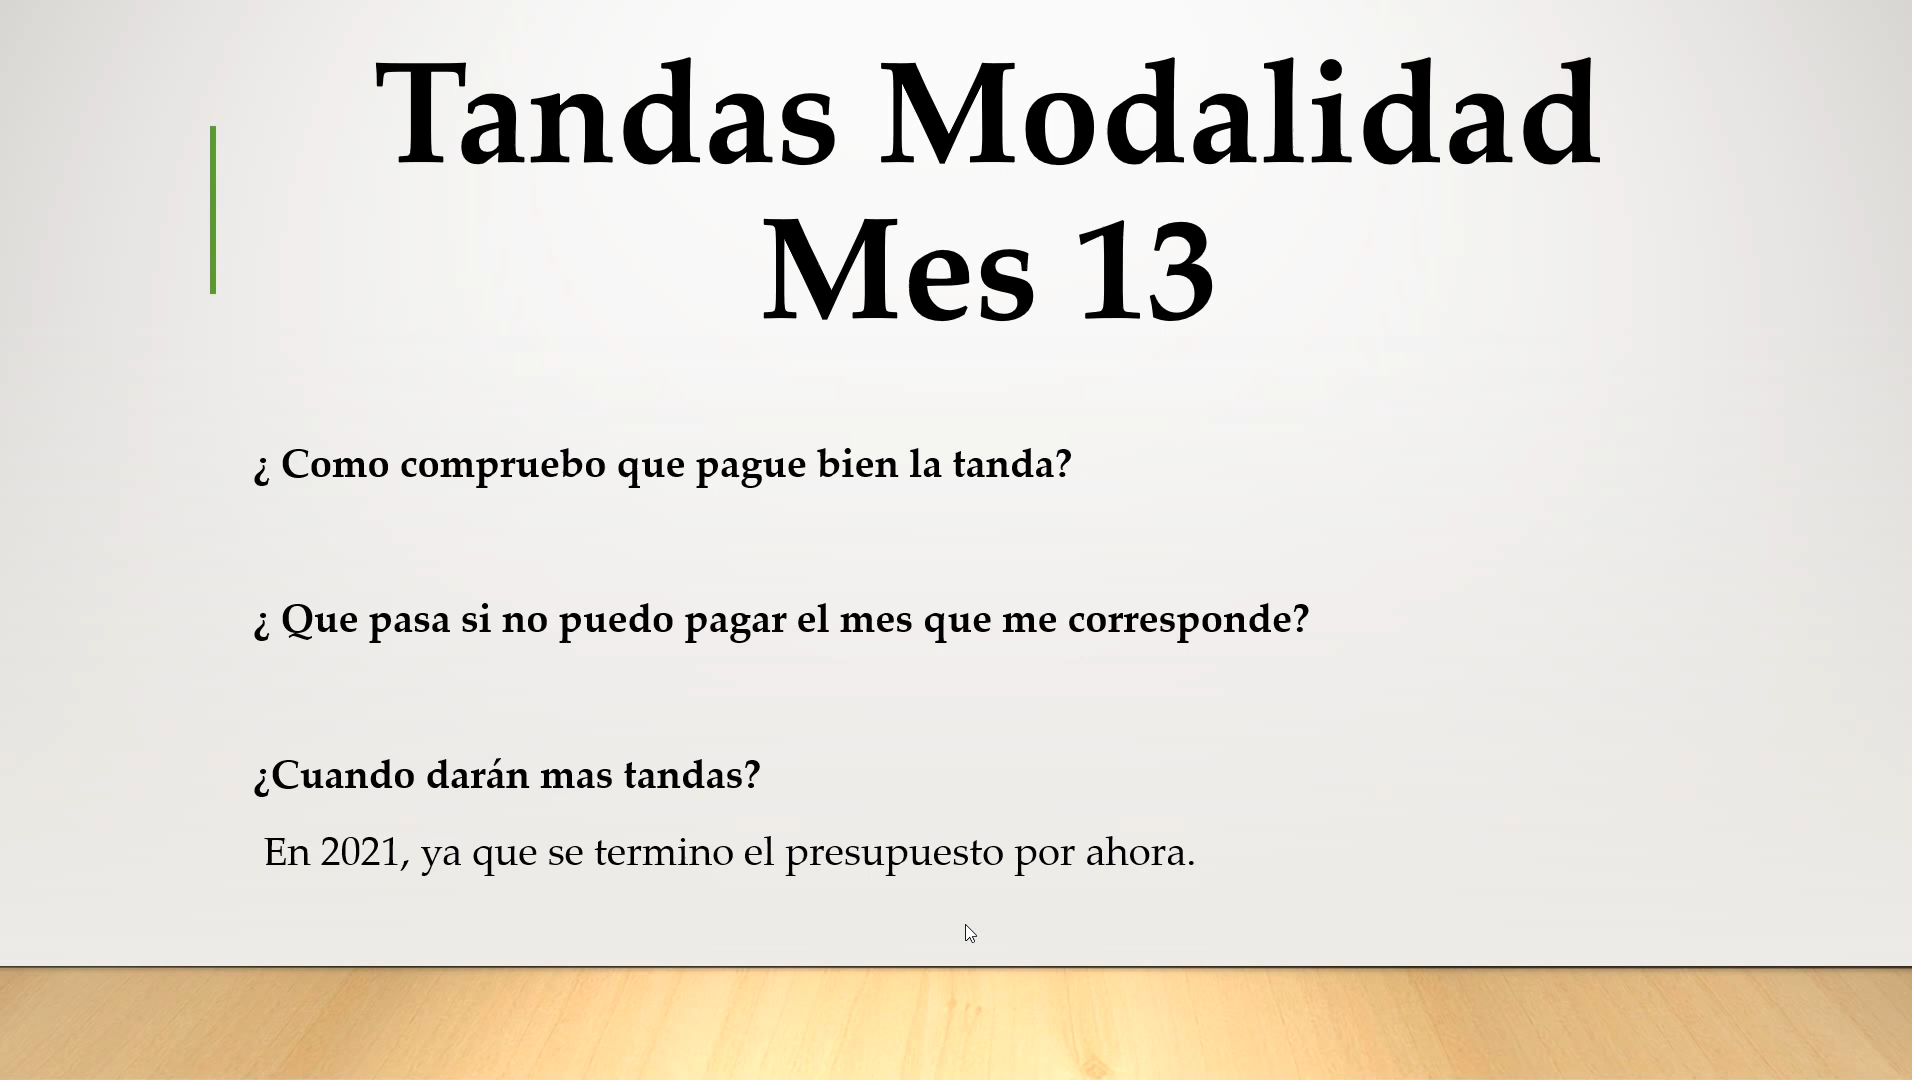 Tandas Modalidad
Mes 13
¿ Como compruebo que pague bien la tanda?
¿ Que pasa si no puedo pagar el mes que me corresponde?
¿Cuando darán mas tandas?
En 2021, ya que se termino el presupuesto por ahora.